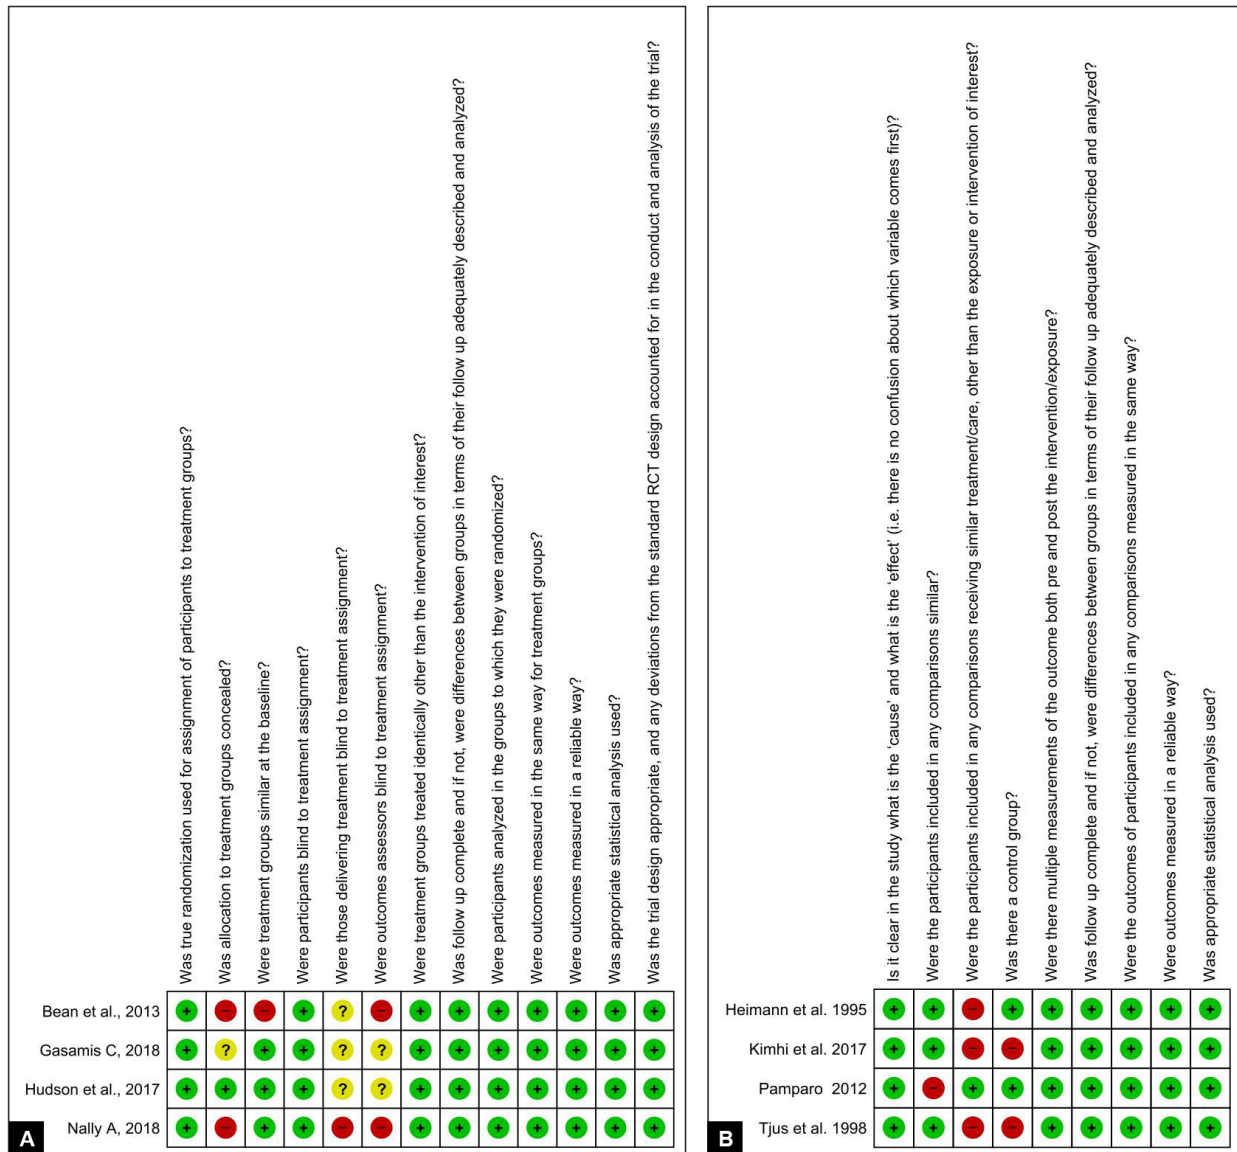 Was true randomization used for assignment of participants to treatment groups?
Was allocation to treatment groups concealed?
Were treatment groups similar at the baseline?
Were participants blind to treatment assignment?
Were those delivering treatment blind to treatment assignment?
Were outcomes assessors blind to treatment assignment?
Were treatment groups treated identically other than the intervention of interest?
Was follow up complete and if not, were differences between groups in terms of their follow up adequately described and analyzed?
Were participants analyzed in the groups to which they were randomized?
Were outcomes measured in the same way for treatment groups?
Were outcomes measured in a reliable way?
Was appropriate statistical analysis used?
Was the trial design appropriate, and any deviations from the standard RCT design accounted for in the conduct and analysis of the trial?
Bean et al., 2013 + – – + ? – + + + + + + +
Gasamis C, 2018 + ? + + ? ? + + + + + + +
Hudson et al., 2017 + + + + ? ? + + + + + + +
Nally A, 2018 + – + + – – + + + + + + +
A
Is it clear in the study what is the ‘cause’ and what is the ‘effect’ (i.e. there is no confusion about which variable comes first)?
Were the participants included in any comparisons similar?
Were the participants included in any comparisons receiving similar treatment/care, other than the exposure or intervention of interest?
Was there a control group?
Were there multiple measurements of the outcome both pre and post the intervention/exposure?
Was follow up complete and if not, were differences between groups in terms of their follow up adequately described and analyzed?
Were the outcomes of participants included in any comparisons measured in the same way?
Were outcomes measured in a reliable way?
Was appropriate statistical analysis used?
Heimann et al. 1995 + + – + + + + + +
Kimhi et al. 2017 + + – – + + + + +
Pamparo 2012 + – + + + + + + +
Tjus et al. 1998 + + – – + + + + +
B